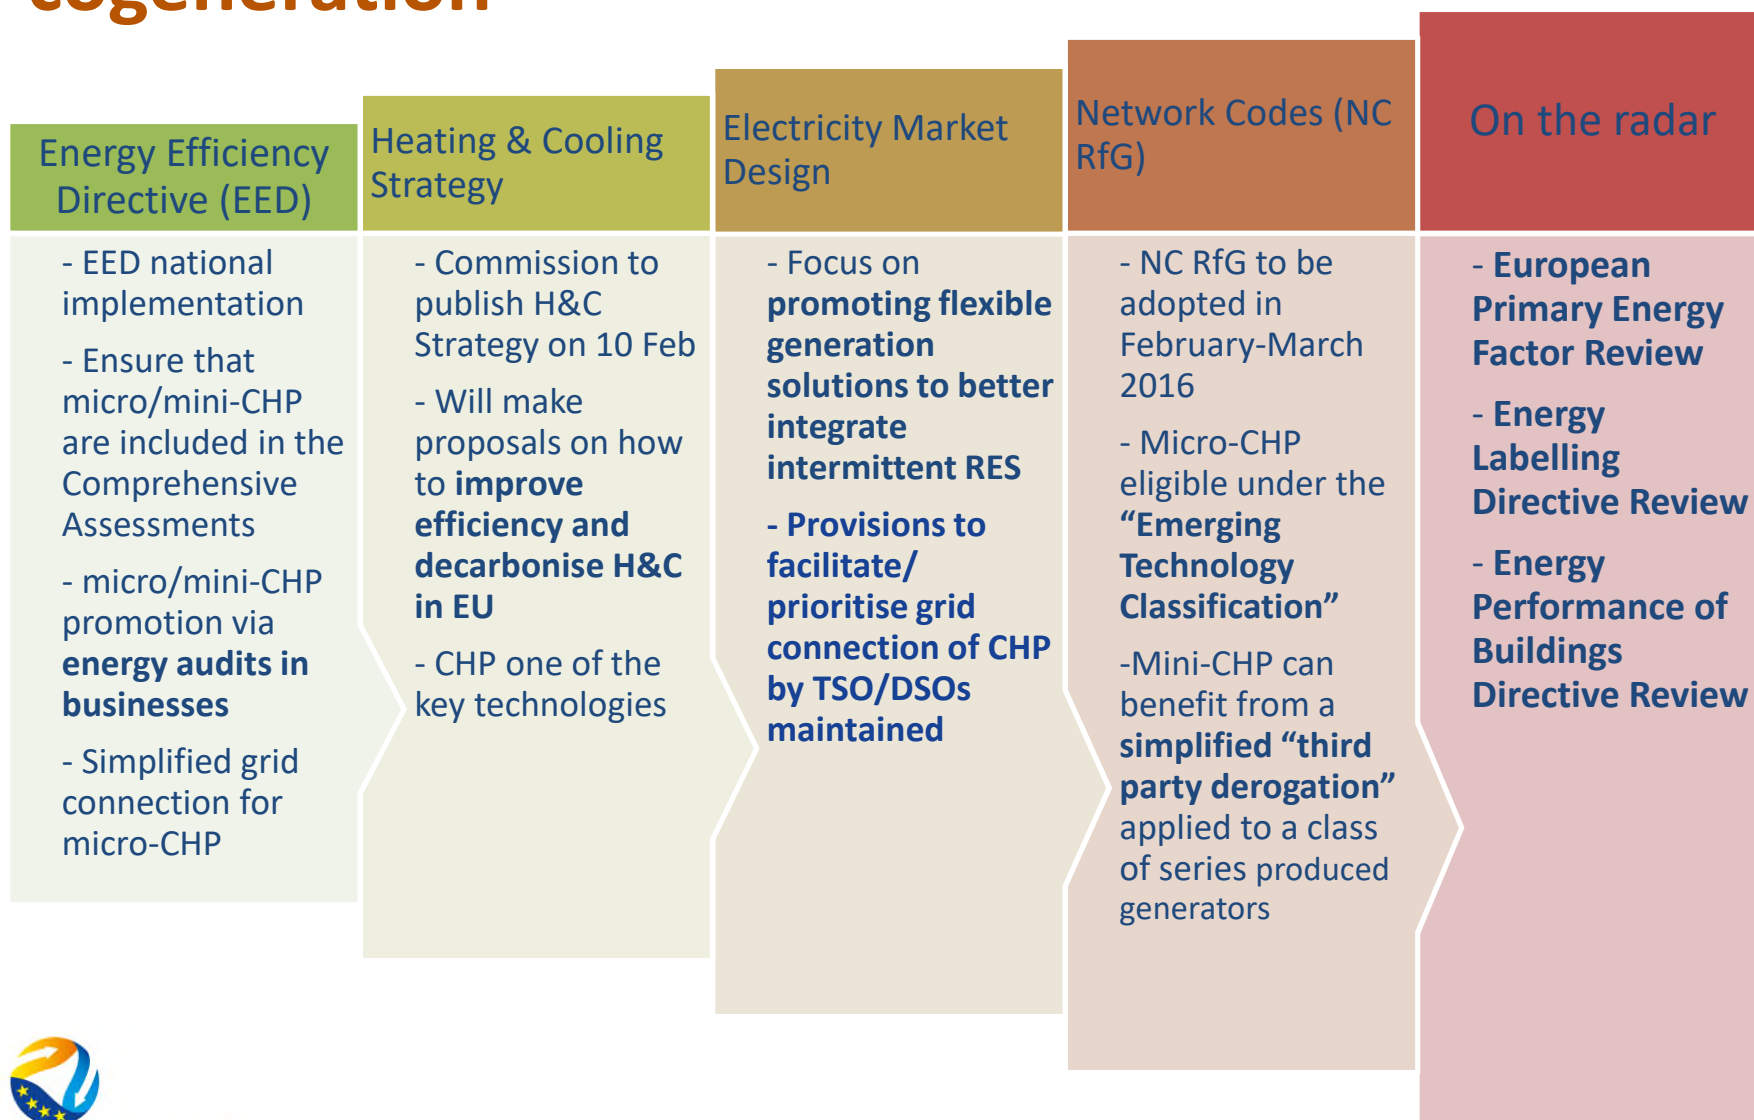 cogeneration
Energy Efficiency
Directive (EED)
- EED national
implementation
- Ensure that
micro/mini-CHP
are included in the
Comprehensive
Assessments
- micro/mini-CHP
promotion via
energy audits in
businesses
- Simplified grid
connection for
micro-CHP
Heating & Cooling
Strategy
- Commission to
publish H&C
Strategy on 10 Feb
- Will make
proposals on how
to improve
efficiency and
decarbonise H&C
in EU
- CHP one of the
key technologies
Electricity Market
Design
- Focus on
promoting flexible
generation
solutions to better
integrate
intermittent RES
- Provisions to
facilitate/
prioritise grid
connection of CHP
by TSO/DSOs
maintained
Network Codes (NC
RfG)
- NC RfG to be
adopted in
February-March
2016
- Micro-CHP
eligible under the
“Emerging
Technology
Classification”
-Mini-CHP can
benefit from a
simplified “third
party derogation”
applied to a class
of series produced
generators
On the radar
- European
Primary Energy
Factor Review
- Energy
Labelling
Directive Review
- Energy
Performance of
Buildings
Directive Review